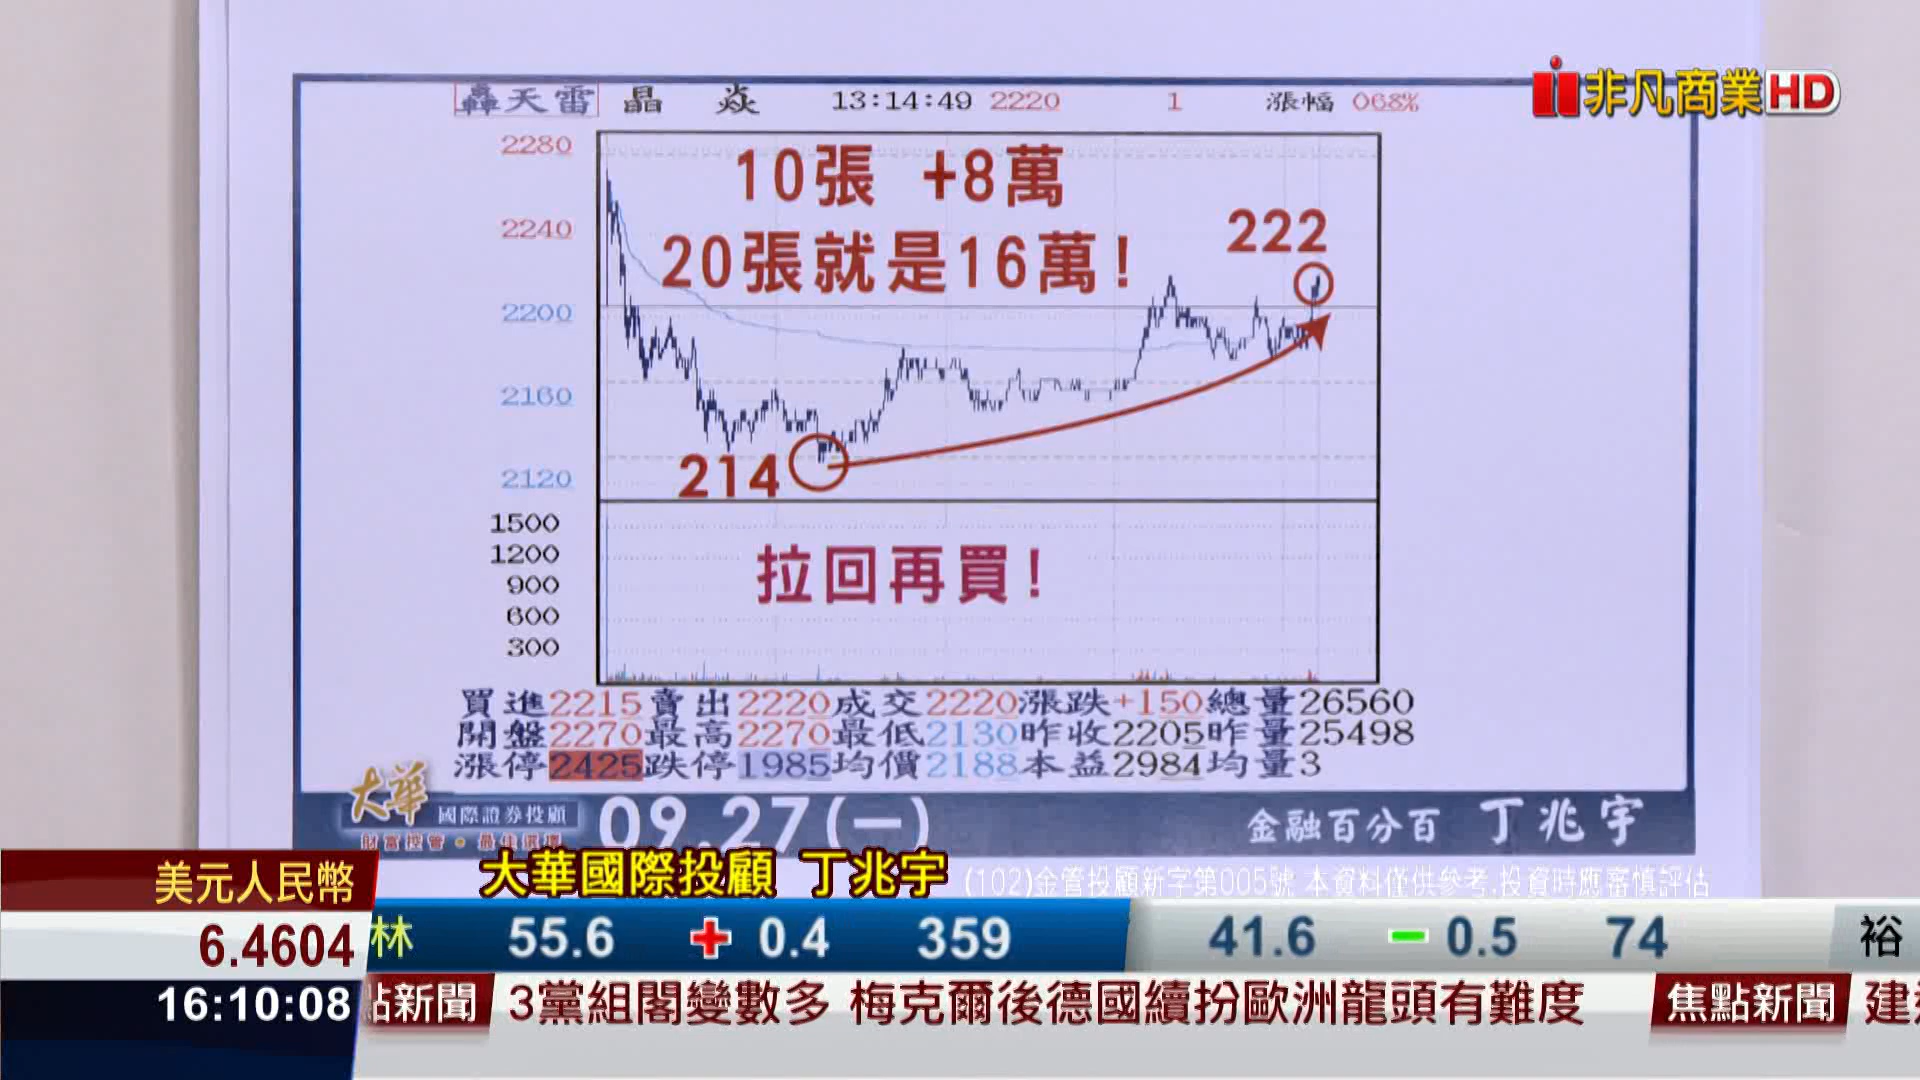 非凡商業HD
轟天雷 晶焱 13:14:49 2220 1 漲幅 068%
2280
10張 +8萬
2240
222
20張就是16萬!
2200
2160
214
2120
1500
1200
拉回再買!
900
600
300
買進2215賣出2220成交2220漲跌+150總量26560
開盤2270最高2270最低2130昨收2205昨量25498
漲停2425跌停1985均價2188本益2984均量3
大華
國際證券投顧
財富控管・最佳選擇
09.27(一)
金融百分百 丁兆宇
大華國際投顧 丁兆宇
(102)金管投顧新字第005號 本資料僅供參考,投資時應審慎評估
美元人民幣
6.4604
林 55.6 + 0.4 359 41.6 - 0.5 74 裕
16:10:08
點新聞 3黨組閣變數多 梅克爾後德國續扮歐洲龍頭有難度 焦點新聞